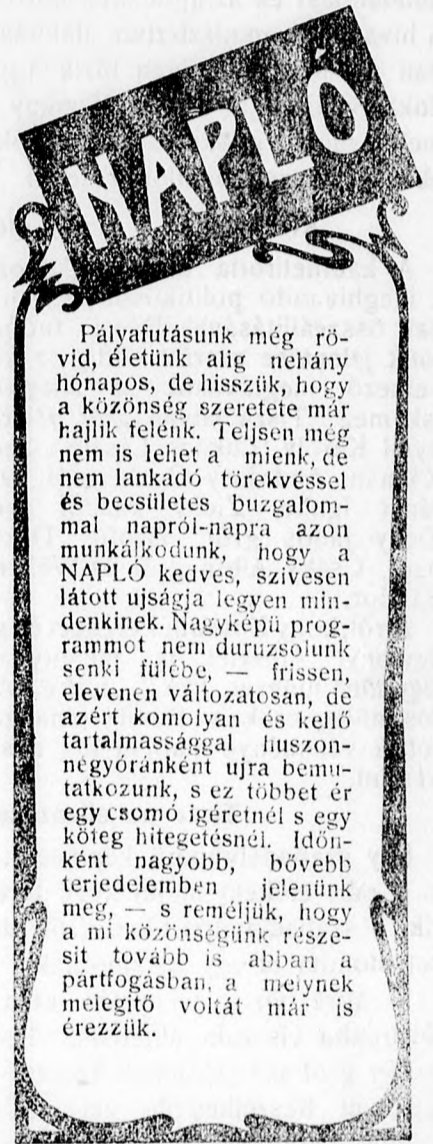 NAPLÓ
Pályafutásunk még rö-
vid, életünk alig nehány
hónapos, de hisszük, hogy
a közönség szeretete már
hajlik felénk. Teljsen még
nem is lehet a mienk, de
nem lankadó törekvéssel
és becsületes buzgalom-
mal napról-napra azon
munkálkodunk, hogy a
NAPLÓ kedves, szivesen
látott ujságja legyen min-
denkinek. Nagyképü prog-
rammot nem duruzsolunk
senki fülébe, frissen,
elevenen változatosan, de
azért komolyan és kellő
tartalmassággal huszon-
négyóránként ujra bemu-
tatkozunk, s ez többet ér
egy csomó igéretnél s egy
köteg hitegetésnél. Időn-
ként nagyobb, bővebb
terjedelemben jelenünk
meg, — s reméljük, hogy
a mi közönségünk része-
sit tovább is abban a
pártfogásban, a melynek
melegitő voltát már is
érezzük.